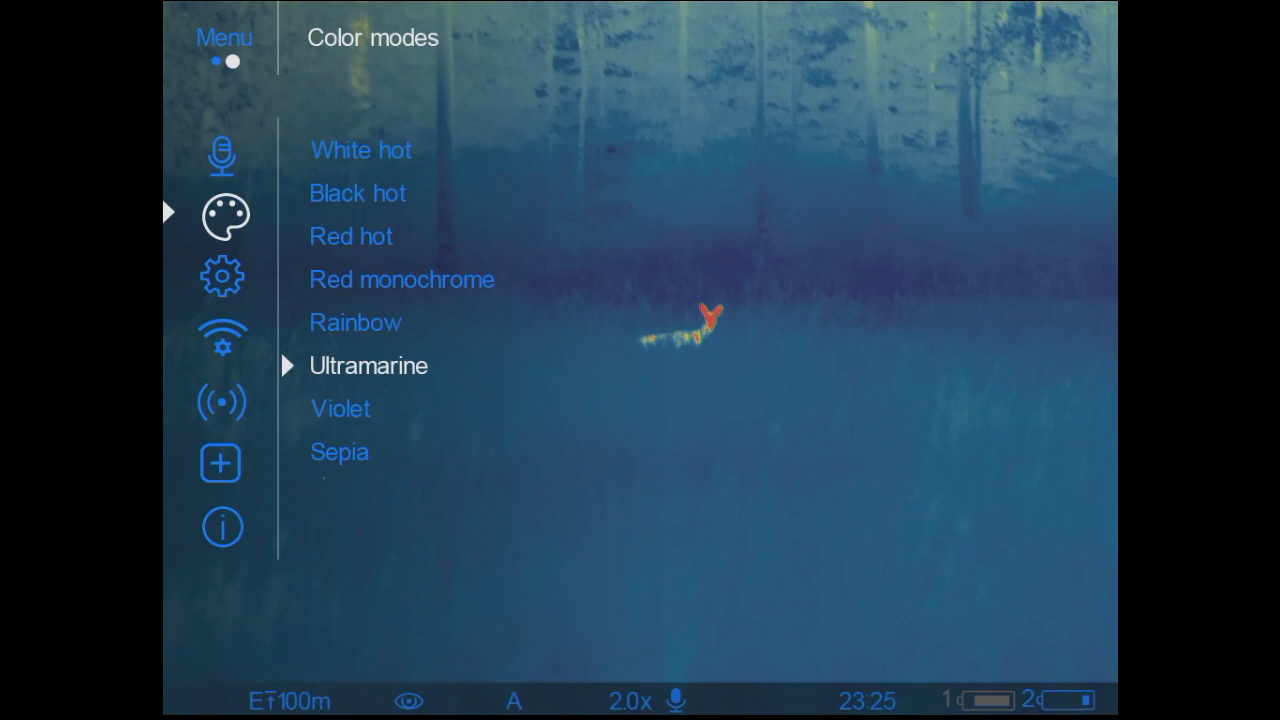 Menu
Color modes
White hot
Black hot
Red hot
Red monochrome
Rainbow
Ultramarine
Violet
Sepia
E↑100m A 2.0x 23:25 1 2